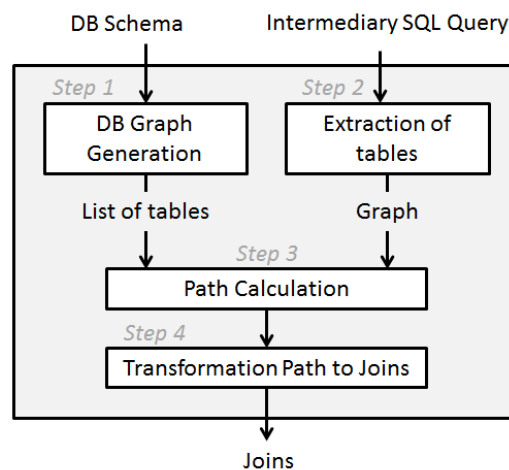 DB Schema
Intermediary SQL Query
Step 1
Step 2
DB Graph
Generation
Extraction of
tables
List of tables
Graph
Step 3
Path Calculation
Step 4
Transformation Path to Joins
Joins